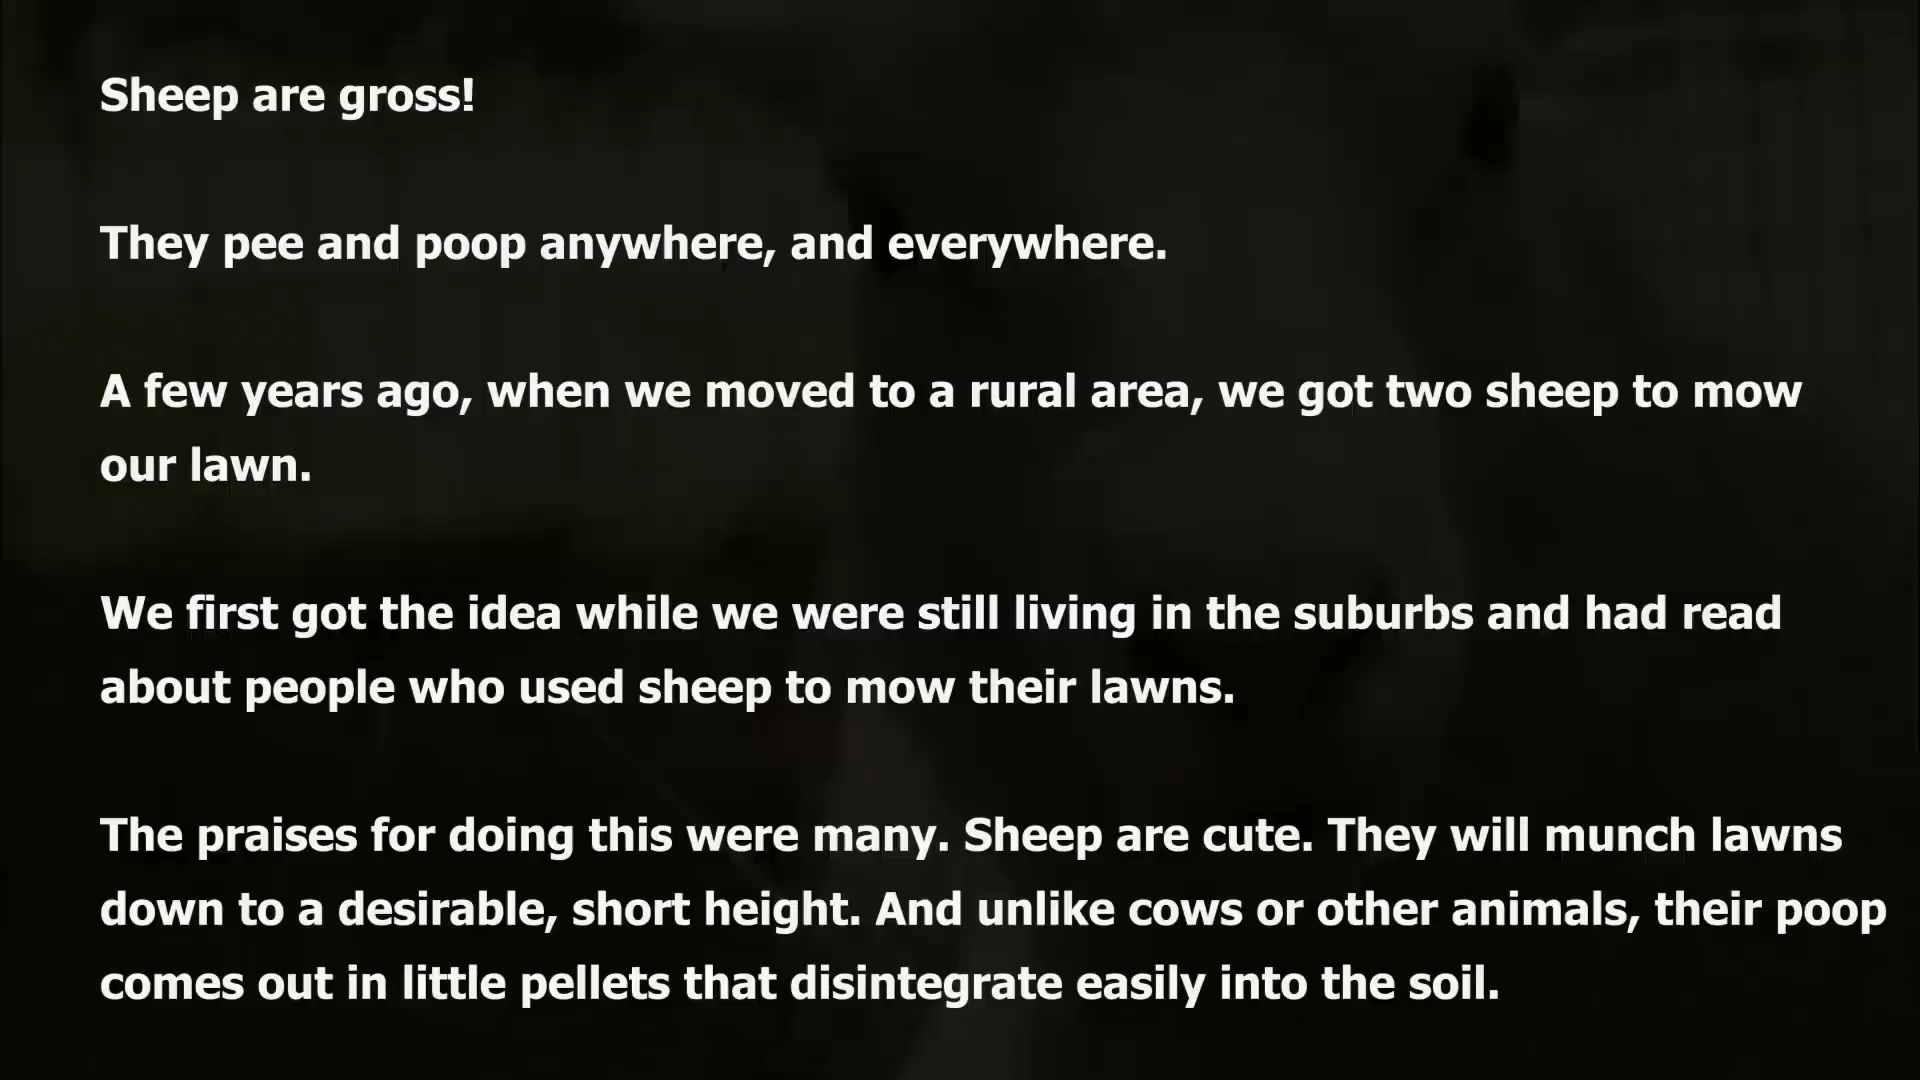 Sheep are gross!
They pee and poop anywhere, and everywhere.
A few years ago, when we moved to a rural area, we got two sheep to mow
our lawn.
We first got the idea while we were still living in the suburbs and had read
about people who used sheep to mow their lawns.
The praises for doing this were many. Sheep are cute. They will munch lawns
down to a desirable, short height. And unlike cows or other animals, their poop
comes out in little pellets that disintegrate easily into the soil.